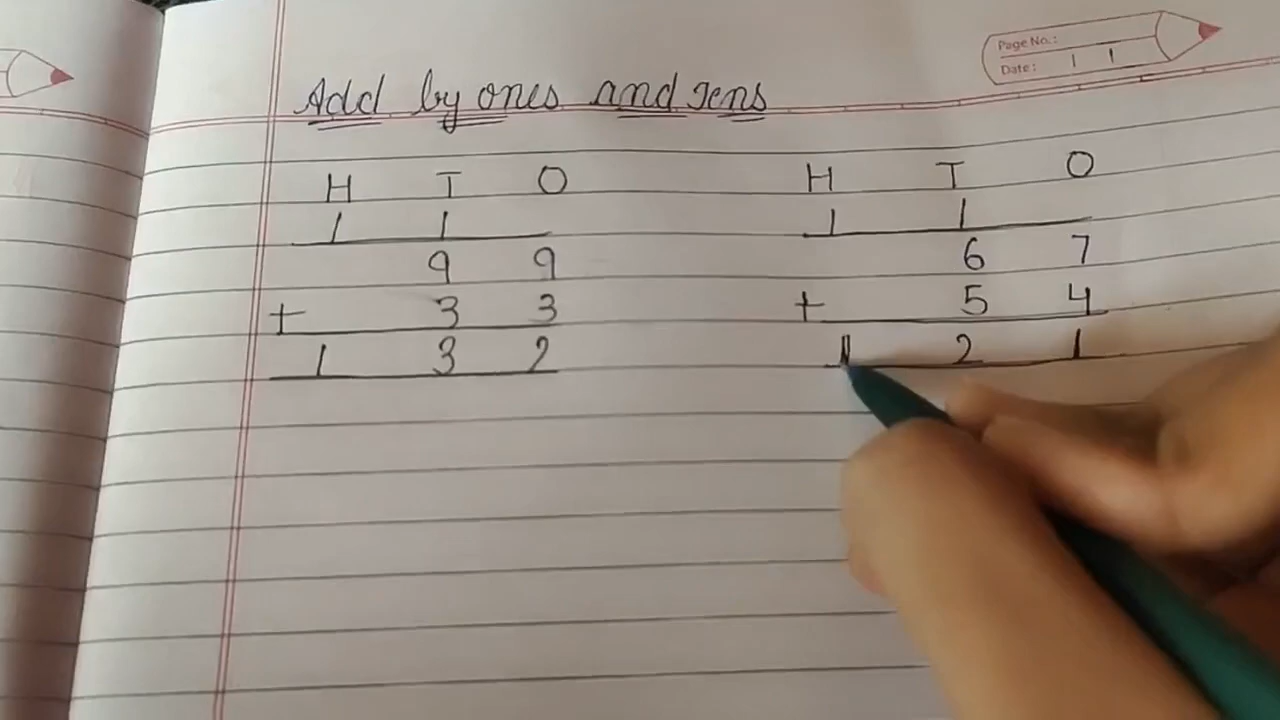 Page No.:
Date:
Add by ones and Tens
H T O H T O
1 1 1 1
9 9 6 7
+ 3 3 + 5 4
1 3 2 1 2 1